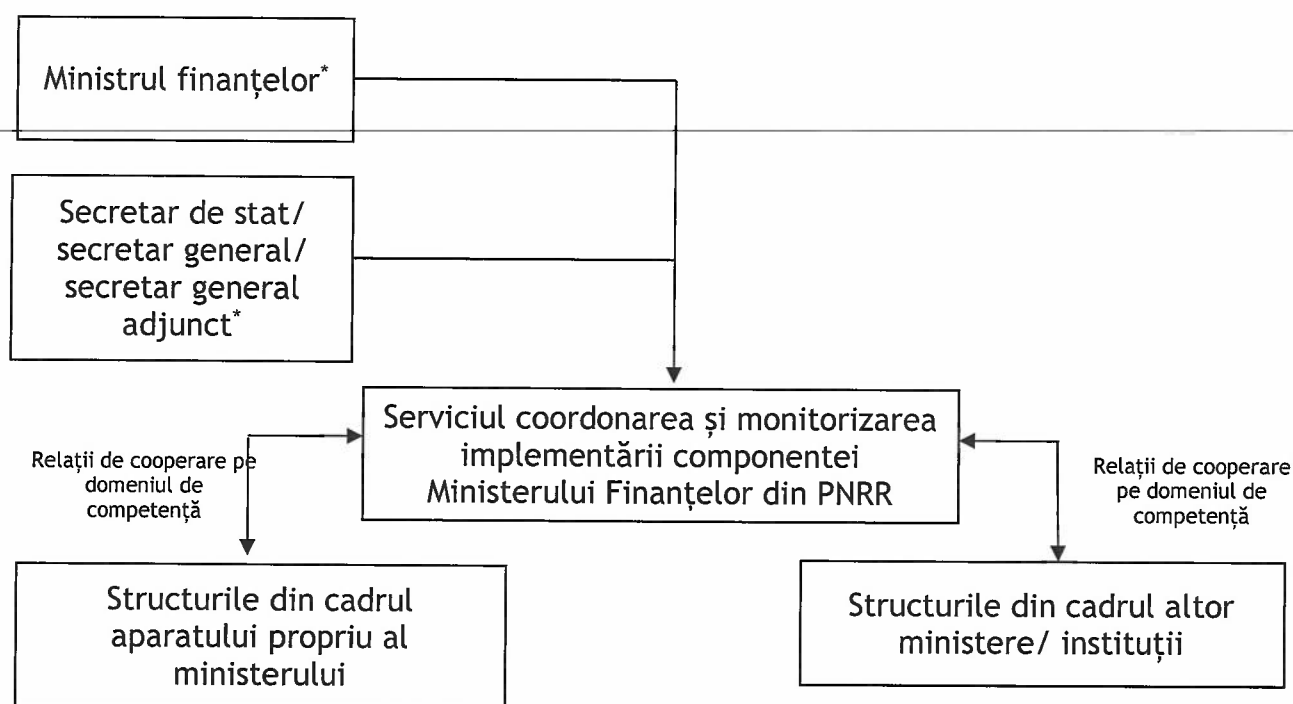 Ministrul finanțelor*
Secretar de stat/
secretar general/
secretar general
adjunct*
Serviciul coordonarea și monitorizarea
implementării componentei
Ministerului Finanțelor din PNRR
Relații de cooperare pe
domeniul de
competență
Relații de cooperare
pe domeniul de
competență
Structurile din cadrul
aparatului propriu al
ministerului
Structurile din cadrul altor
ministere/ instituții